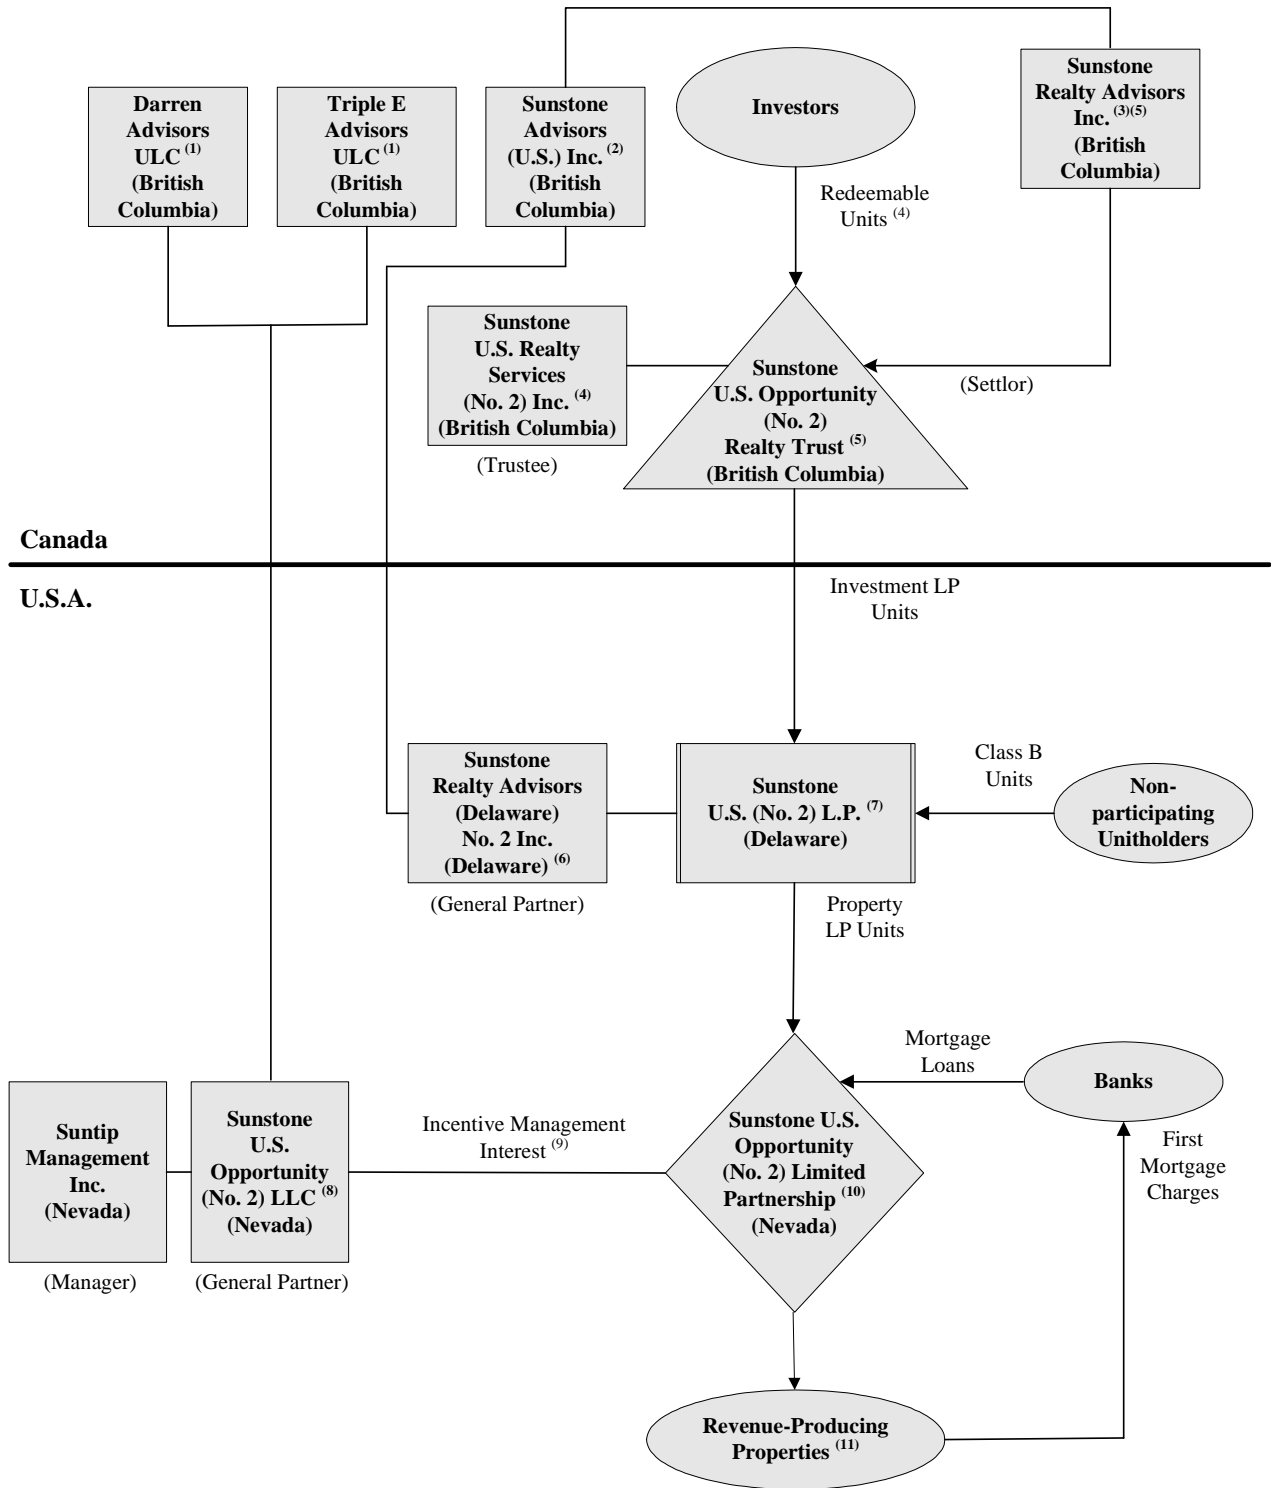 Darren
Advisors
ULC (1)
(British
Columbia)
Triple E
Advisors
ULC (1)
(British
Columbia)
Sunstone
Advisors
(U.S.) Inc. (2)
(British
Columbia)
Investors
Sunstone
Realty Advisors
Inc. (3)(5)
(British
Columbia)
Redeemable
Units (4)
Sunstone
U.S. Realty
Services
(No. 2) Inc. (4)
(British Columbia)
(Trustee)
Sunstone
U.S. Opportunity
(No. 2)
Realty Trust (5)
(British Columbia)
(Settlor)
Canada
U.S.A.
Investment LP
Units
Sunstone
Realty Advisors
(Delaware)
No. 2 Inc.
(Delaware) (6)
(General Partner)
Sunstone
U.S. (No. 2) L.P. (7)
(Delaware)
Class B
Units
Non-
participating
Unitholders
Property
LP Units
Mortgage
Loans
Banks
Suntip
Management
Inc.
(Nevada)
(Manager)
Sunstone
U.S.
Opportunity
(No. 2) LLC (8)
(Nevada)
(General Partner)
Incentive Management
Interest (9)
Sunstone U.S.
Opportunity
(No. 2) Limited
Partnership (10)
(Nevada)
First
Mortgage
Charges
Revenue-Producing
Properties (11)